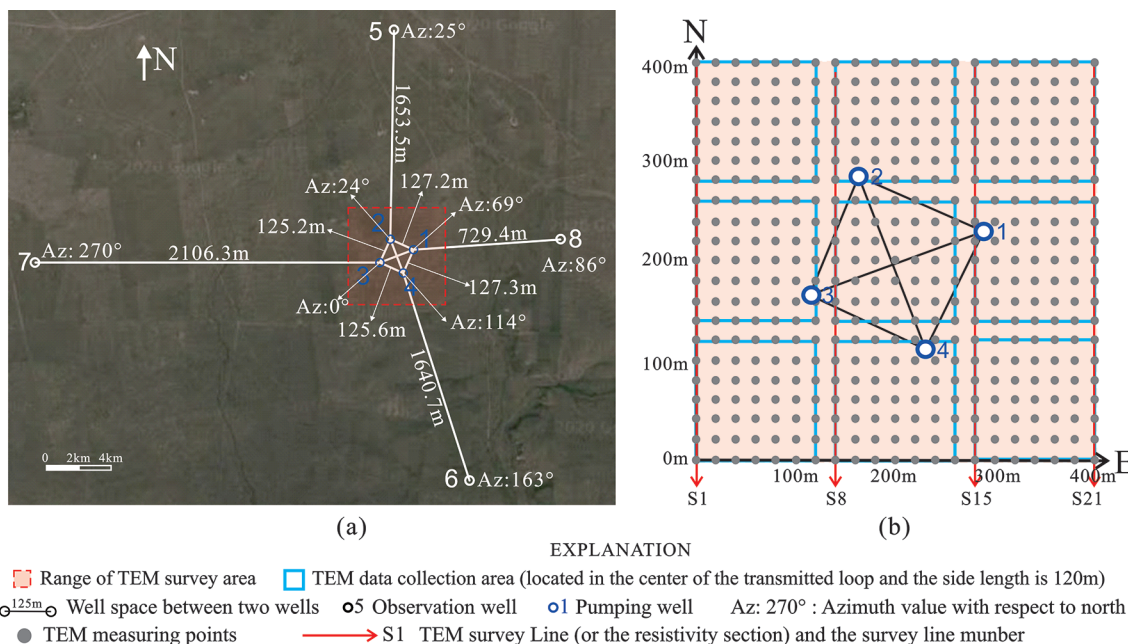 N
5
Az:25°
1653.5m
Az:24°
127.2m
Az:69°
125.2m
2
1
729.4m
8
Az:86°
7
Az: 270°
2106.3m
3
4
127.3m
Az:0°
125.6m
Az:114°
1640.7m
6
Az:163°
0 2km 4km
(a)
N
400m
300m
200m
100m
0m
2
1
3
4
100m 200m 300m 400m
E
S1 S8 S15 S21
(b)
EXPLANATION
Range of TEM survey area TEM data collection area (located in the center of the transmitted loop and the side length is 120m)
125m Well space between two wells 5 Observation well 1 Pumping well Az: 270° : Azimuth value with respect to north
TEM measuring points S1 TEM survey Line (or the resistivity section) and the survey line munber